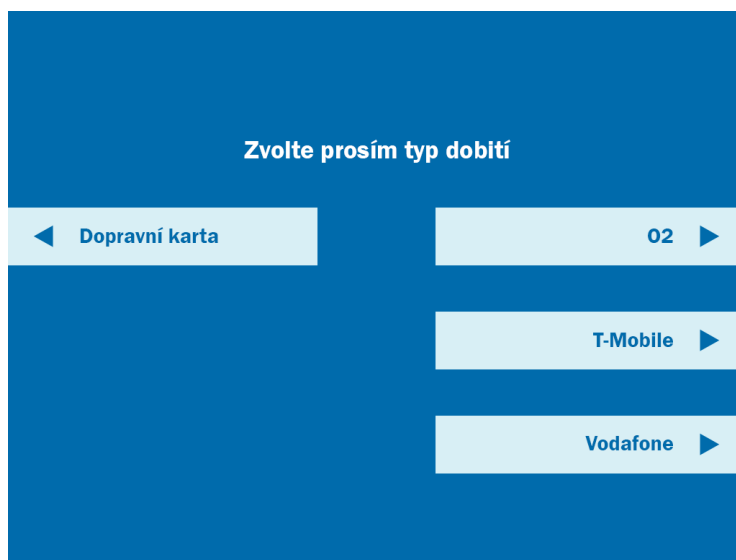 Zvolte prosím typ dobití
Dopravní karta
O2
T-Mobile
Vodafone